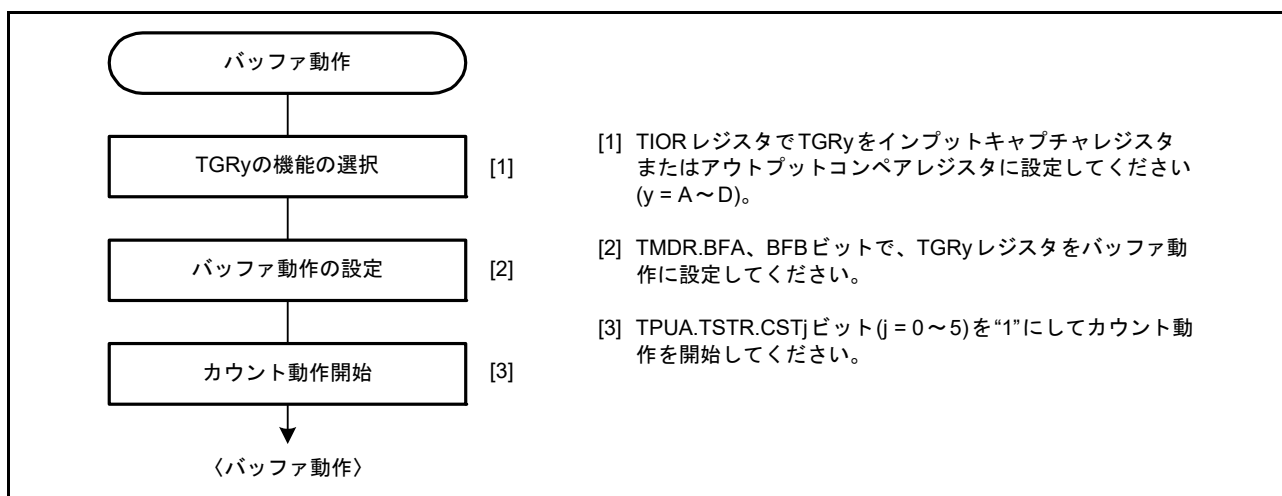 バッファ動作
TGRyの機能の選択
[1]
バッファ動作の設定
[2]
カウント動作開始
[3]
〈バッファ動作〉
[1] TIORレジスタでTGRyをインプットキャプチャレジスタ
またはアウトプットコンペアレジスタに設定してください
(y = A～D)。
[2] TMDR.BFA、BFBビットで、TGRyレジスタをバッファ動
作に設定してください。
[3] TPUA.TSTR.CSTjビット(j = 0～5)を“1”にしてカウント動
作を開始してください。